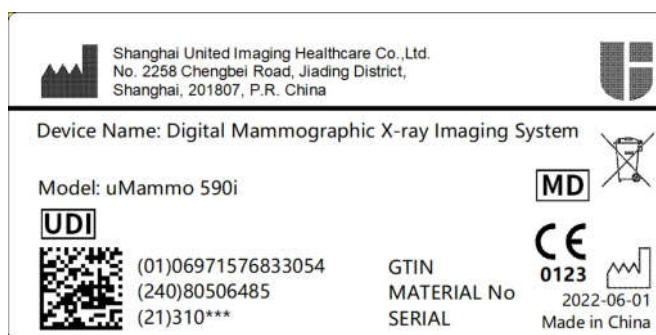 Shanghai United Imaging Healthcare Co.,Ltd.
No. 2258 Chengbei Road, Jiading District,
Shanghai, 201807, P.R. China
Device Name: Digital Mammographic X-ray Imaging System
Model: uMammo 590i
MD
UDI
(01)06971576833054 GTIN
(240)80506485 MATERIAL No
(21)310*** SERIAL
CE
0123
2022-06-01
Made in China